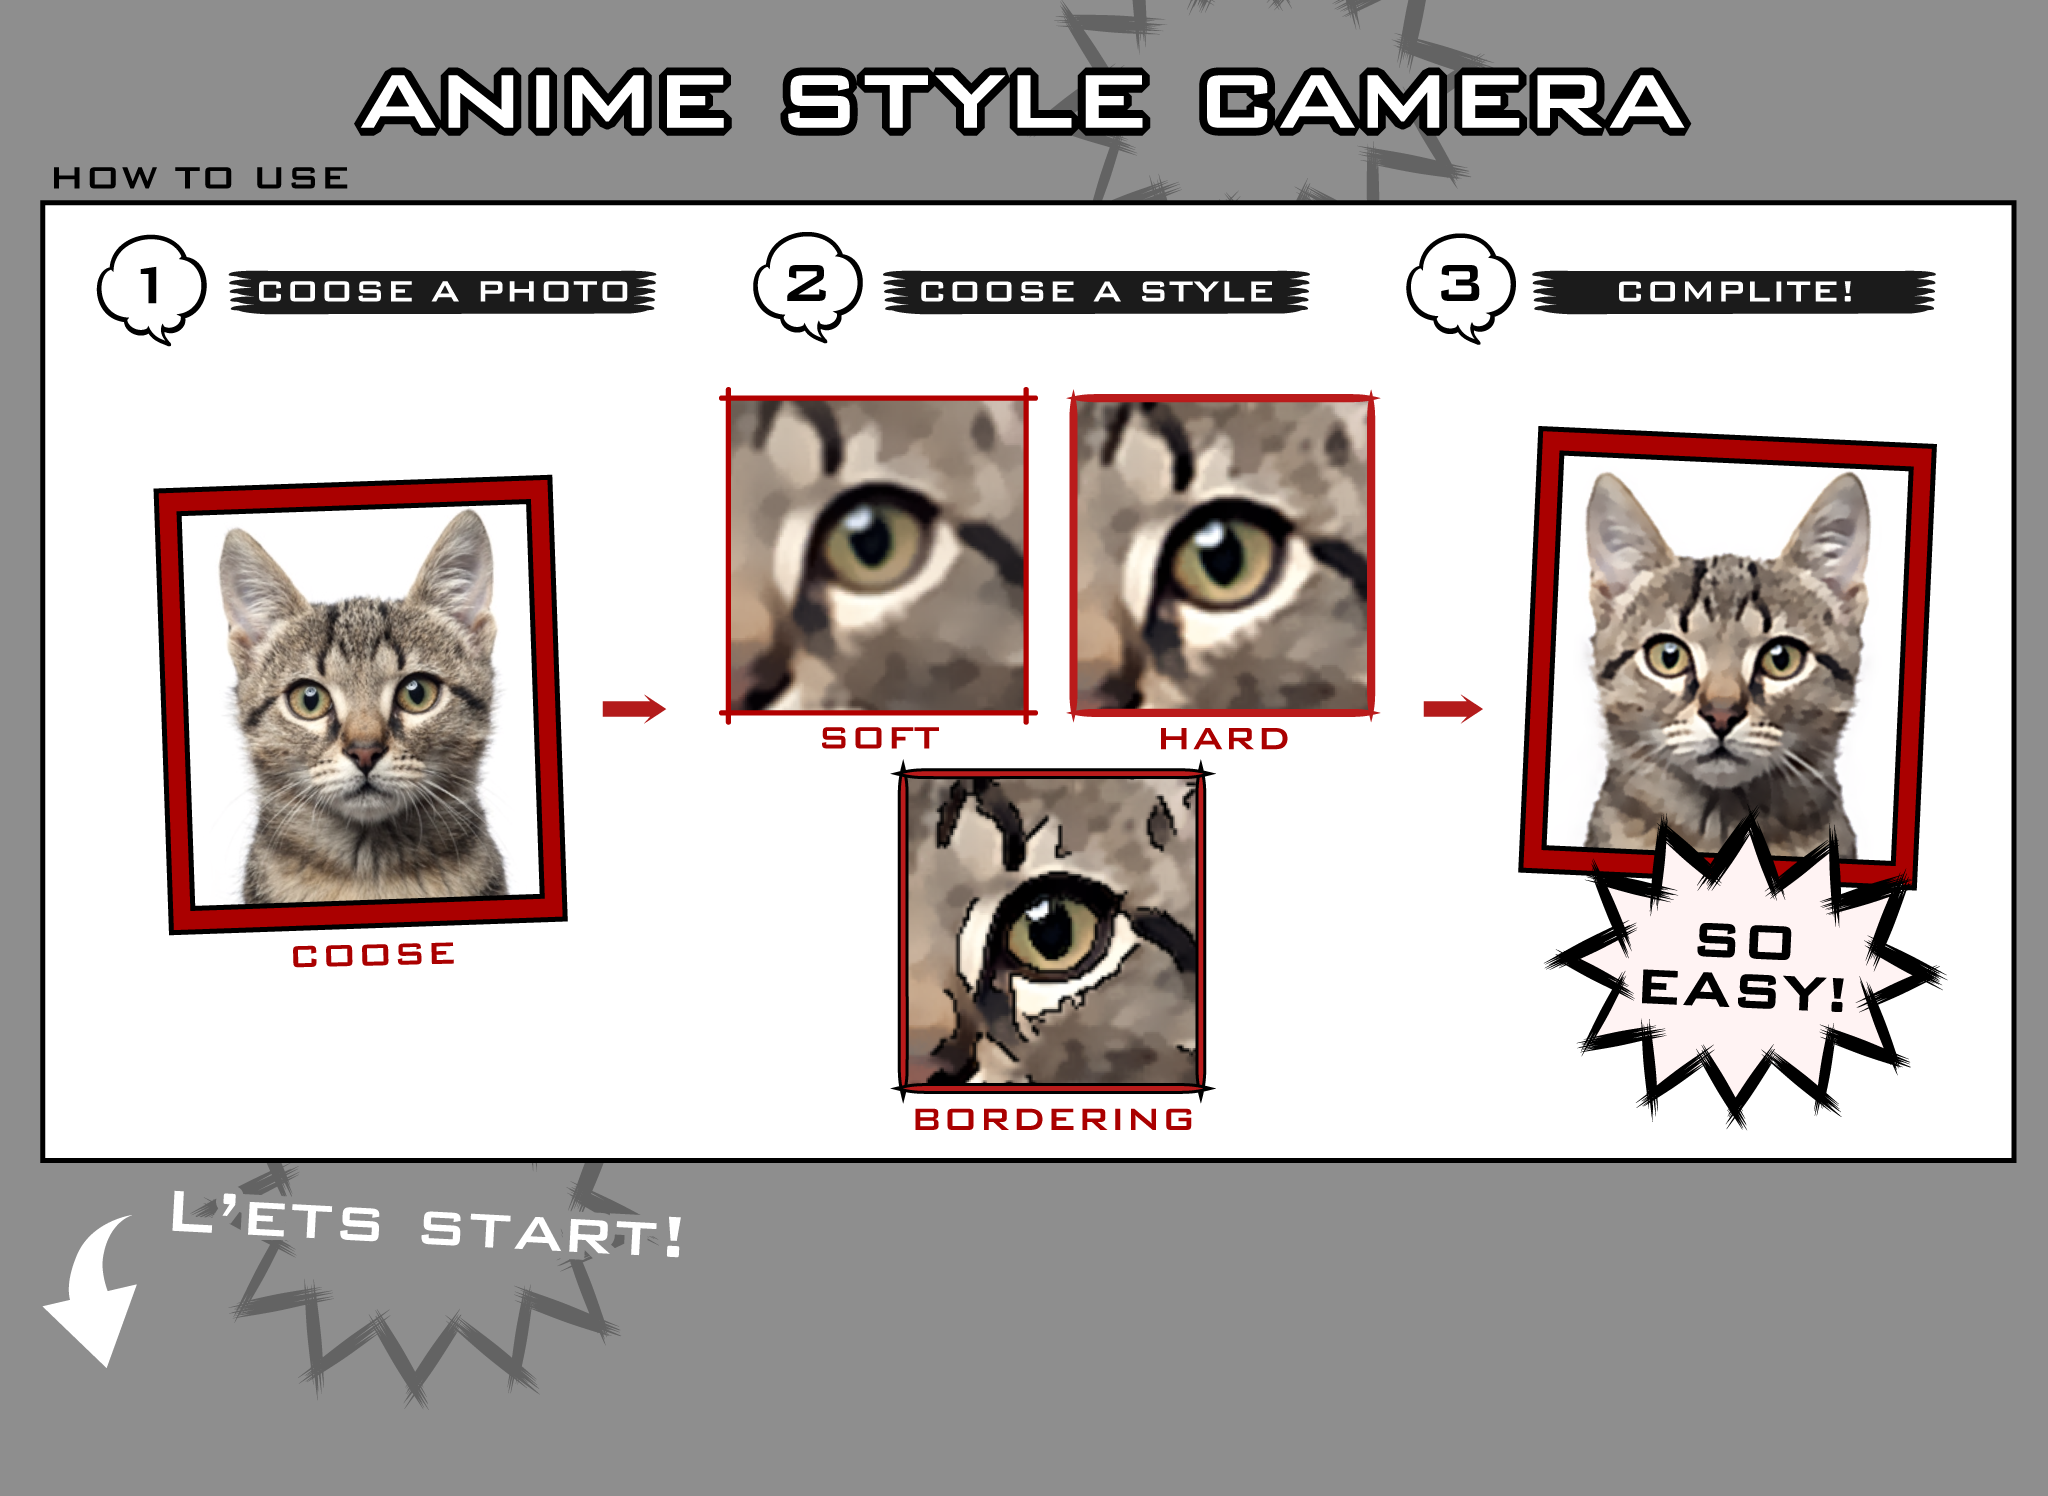 ANIME STYLE CAMERA
HOW TO USE
1
COOSE A PHOTO
2
COOSE A STYLE
3
COMPLITE!
COOSE
SOFT
HARD
BORDERING
SO
EASY!
L'ETS START!